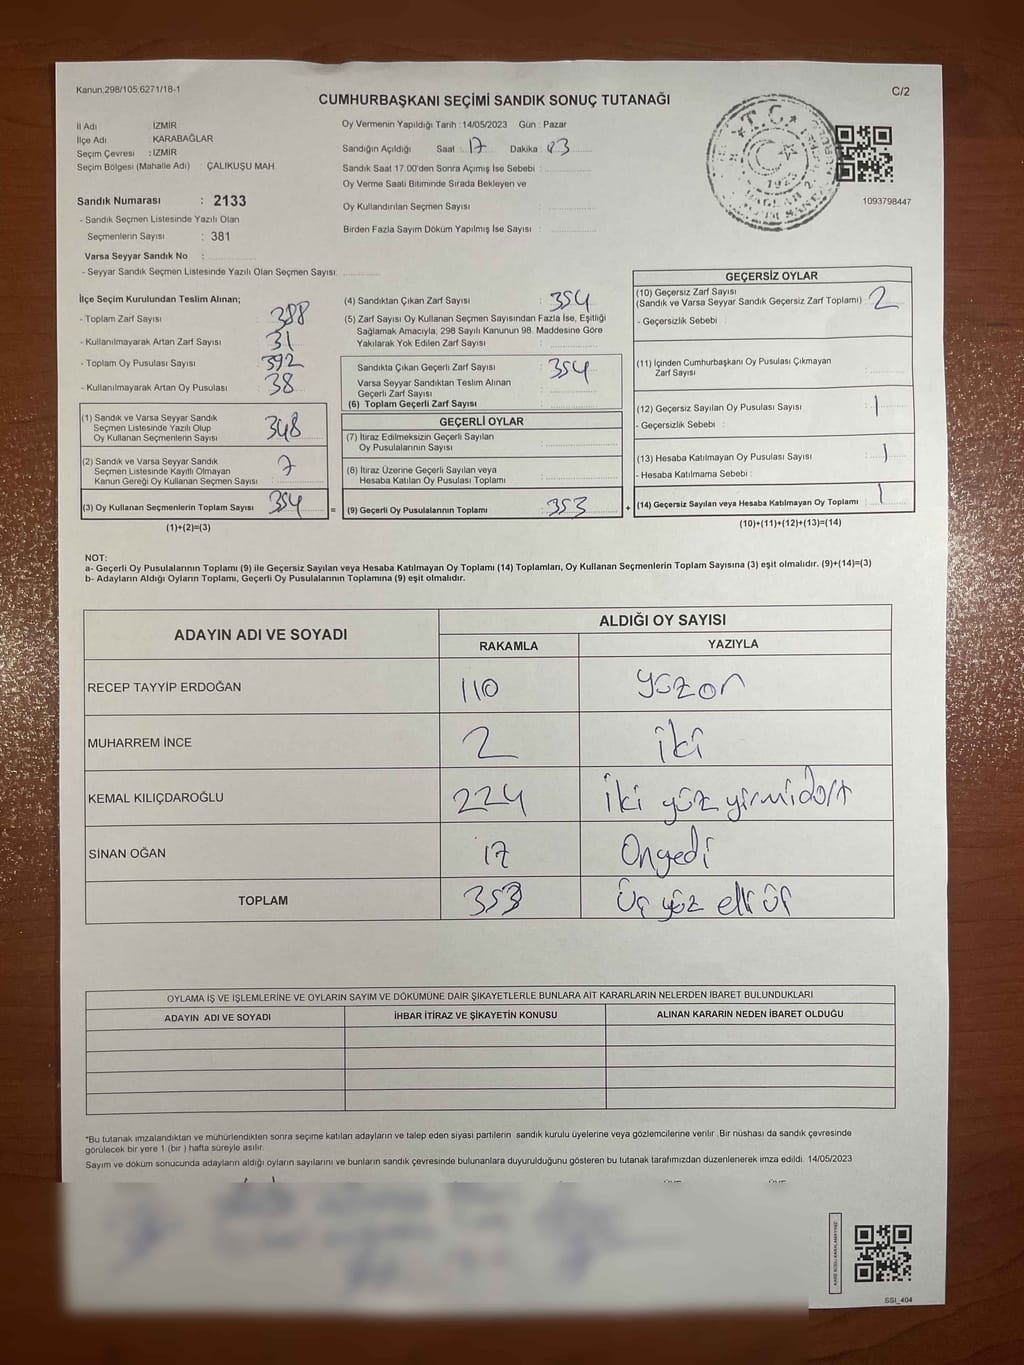 Kanun,298/105;6271/18-1
CUMHURBAŞKANI SEÇİMİ SANDIK SONUÇ TUTANAĞI
C/2
İl Adı : İZMİR
İlçe Adı : KARABAĞLAR
Seçim Çevresi : İZMİR
Seçim Bölgesi (Mahalle Adı) : ÇALIKUŞU MAH.
Sandık Numarası : 2133
- Sandık Seçmen Listesinde Yazılı Olan
Seçmenlerin Sayısı : 381
Varsa Seyyar Sandık No :
- Seyyar Sandık Seçmen Listesinde Yazılı Olan Seçmen Sayısı:
Oy Vermenin Yapıldığı Tarih : 14/05/2023 Gün : Pazar
Sandığın Açıldığı Saat : 17 Dakika :
Sandık Saat 17.00'den Sonra Açımış İse Sebebi :
Oy Verme Saati Bitiminde Sırada Bekleyen ve
Oy Kullandırılan Seçmen Sayısı
Birden Fazla Sayım Döküm Yapılmış İse Sayısı :
T.C.
1923
1093798447
İlçe Seçim Kurulundan Teslim Alınan;
- Toplam Zarf Sayısı : 388
- Kullanılmayarak Artan Zarf Sayısı : 31
- Toplam Oy Pusulası Sayısı : 392
- Kullanılmayarak Artan Oy Pusulası : 38
(1) Sandık ve Varsa Seyyar Sandık
Seçmen Listesinde Yazılı Olup
Oy Kullanan Seçmenlerin Sayısı : 348
(2) Sandık ve Varsa Seyyar Sandık
Seçmen Listesinde Kayıtlı Olmayan
Kanun Gereği Oy Kullanan Seçmen Sayısı : 7
(3) Oy Kullanan Seçmenlerin Toplam Sayısı : 354 =
(1)+(2)=(3)
(4) Sandıktan Çıkan Zarf Sayısı : 354
(5) Zarf Sayısı Oy Kullanan Seçmen Sayısından Fazla İse, Eşitliği
Sağlamak Amacıyla; 298 Sayılı Kanunun 98. Maddesine Göre
Yakılarak Yok Edilen Zarf Sayısı :
Sandıkta Çıkan Geçerli Zarf Sayısı : 354
Varsa Seyyar Sandıktan Teslim Alınan
Geçerli Zarf Sayısı :
(6) Toplam Geçerli Zarf Sayısı :
GEÇERLİ OYLAR
(7) İtiraz Edilmeksizin Geçerli Sayılan
Oy Pusulalarının Sayısı :
(8) İtiraz Üzerine Geçerli Sayılan veya
Hesaba Katılan Oy Pusulası Toplamı :
(9) Geçerli Oy Pusulalarının Toplamı : 353 +
GEÇERSİZ OYLAR
(10) Geçersiz Zarf Sayısı
(Sandık ve Varsa Seyyar Sandık Geçersiz Zarf Toplamı) : 2
- Geçersizlik Sebebi :
(11) İçinden Cumhurbaşkanı Oy Pusulası Çıkmayan
Zarf Sayısı :
(12) Geçersiz Sayılan Oy Pusulası Sayısı : 1
- Geçersizlik Sebebi :
(13) Hesaba Katılmayan Oy Pusulası Sayısı : 1
- Hesaba Katılmama Sebebi :
(14) Geçersiz Sayılan veya Hesaba Katılmayan Oy Toplamı : 1
(10)+(11)+(12)+(13)=(14)
NOT:
a- Geçerli Oy Pusulalarının Toplamı (9) ile Geçersiz Sayılan veya Hesaba Katılmayan Oy Toplamı (14) Toplamları, Oy Kullanan Seçmenlerin Toplam Sayısına (3) eşit olmalıdır. (9)+(14)=(3)
b- Adayların Aldığı Oyların Toplamı, Geçerli Oy Pusulalarının Toplamına (9) eşit olmalıdır.
ADAYIN ADI VE SOYADI
ALDIĞI OY SAYISI
RAKAMLA YAZIYLA
RECEP TAYYİP ERDOĞAN 110 yüzon
MUHARREM İNCE 2 iki
KEMAL KILIÇDAROĞLU 224 iki yüz yirmidört
SİNAN OĞAN 17 Onyedi
TOPLAM 353 Üç yüz elli üç
OYLAMA İŞ VE İŞLEMLERİNE VE OYLARIN SAYIM VE DÖKÜMÜNE DAİR ŞİKAYETLERLE BUNLARA AİT KARARLARIN NELERDEN İBARET BULUNDUKLARI
ADAYIN ADI VE SOYADI İHBAR İTİRAZ VE ŞİKAYETİN KONUSU ALINAN KARARIN NEDEN İBARET OLDUĞU
*Bu tutanak imzalandıktan ve mühürlendikten sonra seçime katılan adayların ve talep eden siyasi partilerin sandık kurulu üyelerine veya gözlemcilerine verilir. Bir nüshası da sandık çevresinde
görülecek bir yere 1 (bir ) hafta süreyle asılır.
Sayım ve döküm sonucunda adayların aldığı oyların sayılarını ve bunların sandık çevresinde bulunanlara duyurulduğunu gösteren bu tutanak tarafımızdan düzenlenerek imza edildi. 14/05/2023
SSI_404